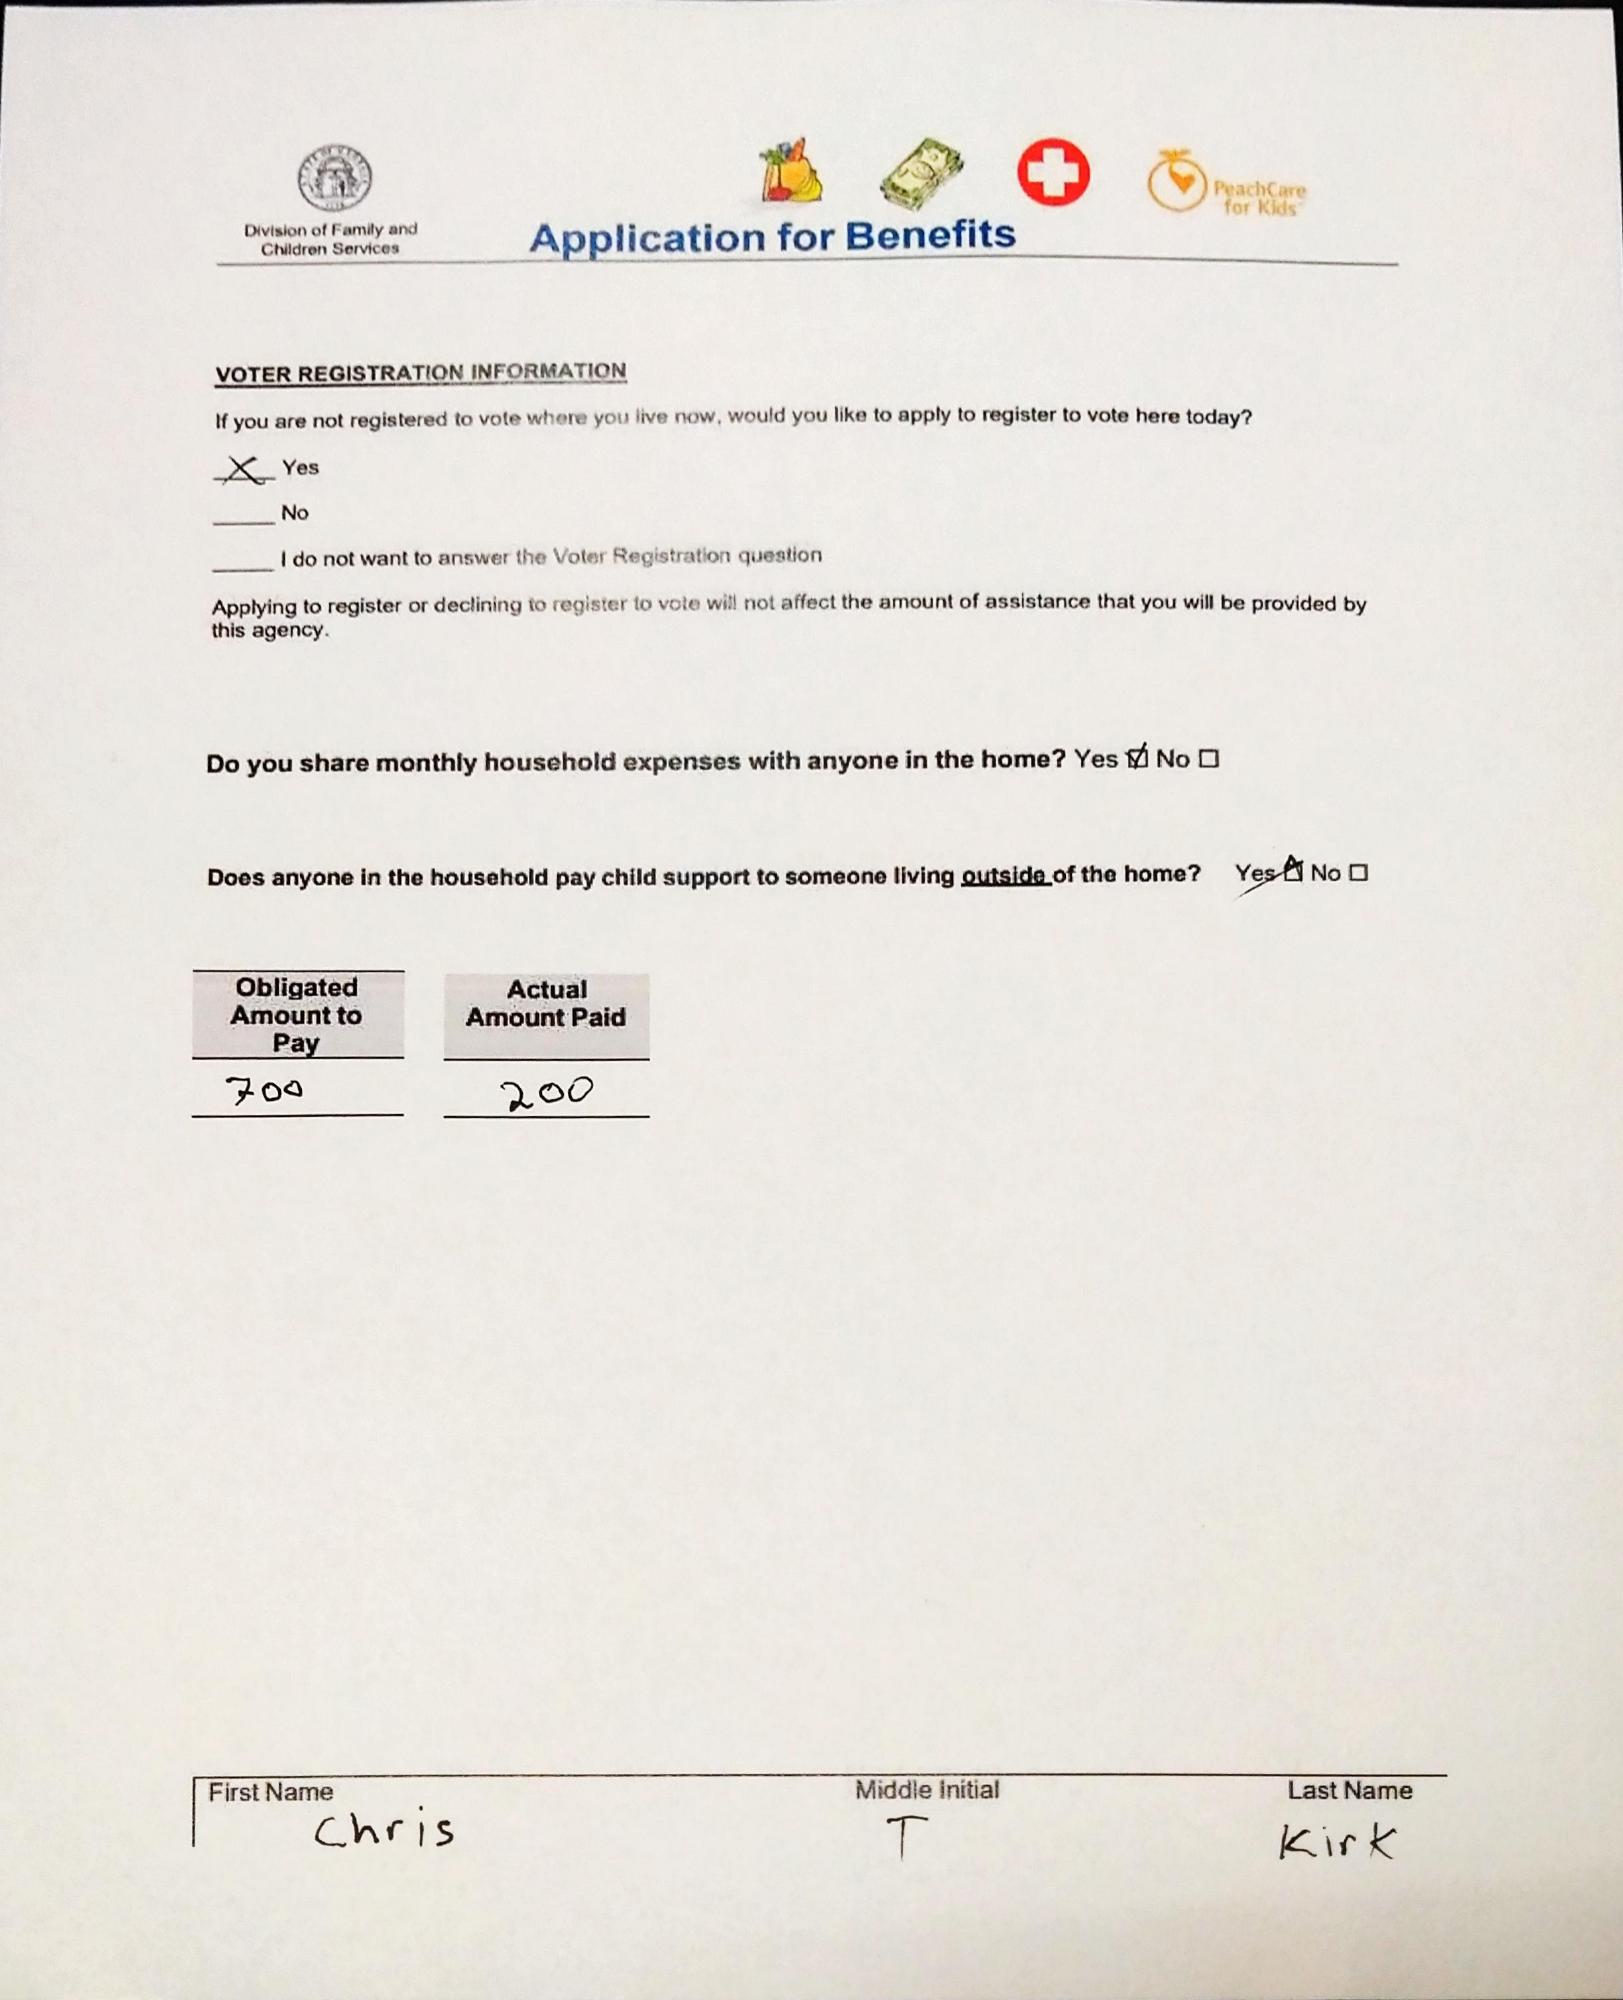 Division of Family and
Children Services
Application for Benefits
PeachCare
for Kids
VOTER REGISTRATION INFORMATION
If you are not registered to vote where you live now, would you like to apply to register to vote here today?
X Yes
____ No
____ I do not want to answer the Voter Registration question
Applying to register or declining to register to vote will not affect the amount of assistance that you will be provided by
this agency.
Do you share monthly household expenses with anyone in the home? Yes ☑ No ☐
Does anyone in the household pay child support to someone living outside of the home? Yes ☑ No ☐
Obligated
Amount to
Pay
700
Actual
Amount Paid
200
First Name Middle Initial Last Name
Chris T Kirk